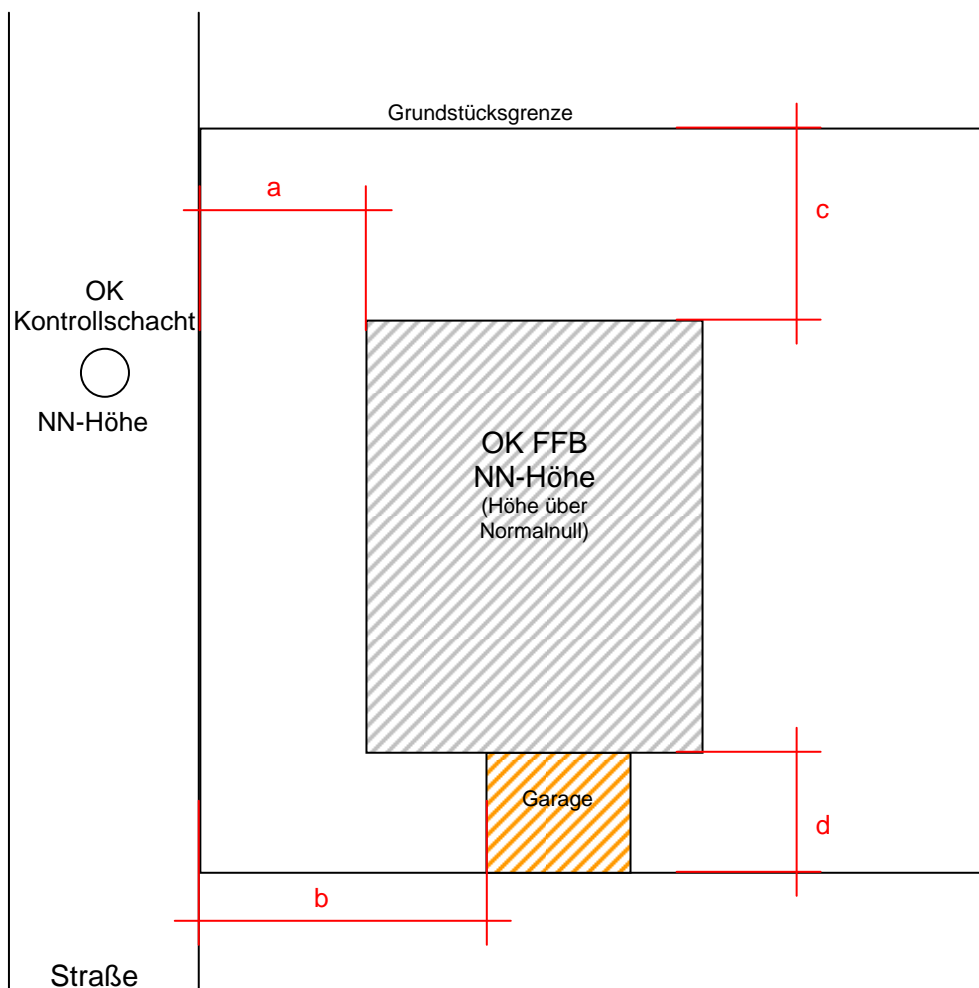 Grundstücksgrenze
a
c
OK
Kontrollschacht
NN-Höhe
OK FFB
NN-Höhe
(Höhe über
Normalnull)
Garage
d
b
Straße